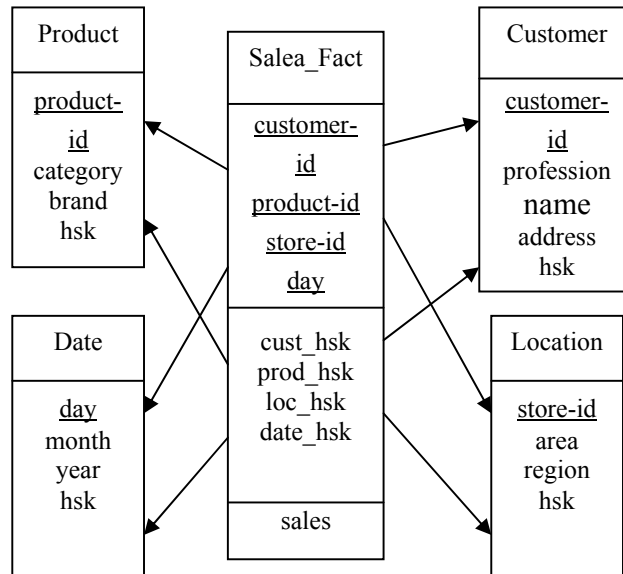 Product
product-
id
category
brand
hsk
Salea_Fact
customer-
id
product-id
store-id
day
cust_hsk
prod_hsk
loc_hsk
date_hsk
sales
Customer
customer-
id
profession
name
address
hsk
Date
day
month
year
hsk
Location
store-id
area
region
hsk